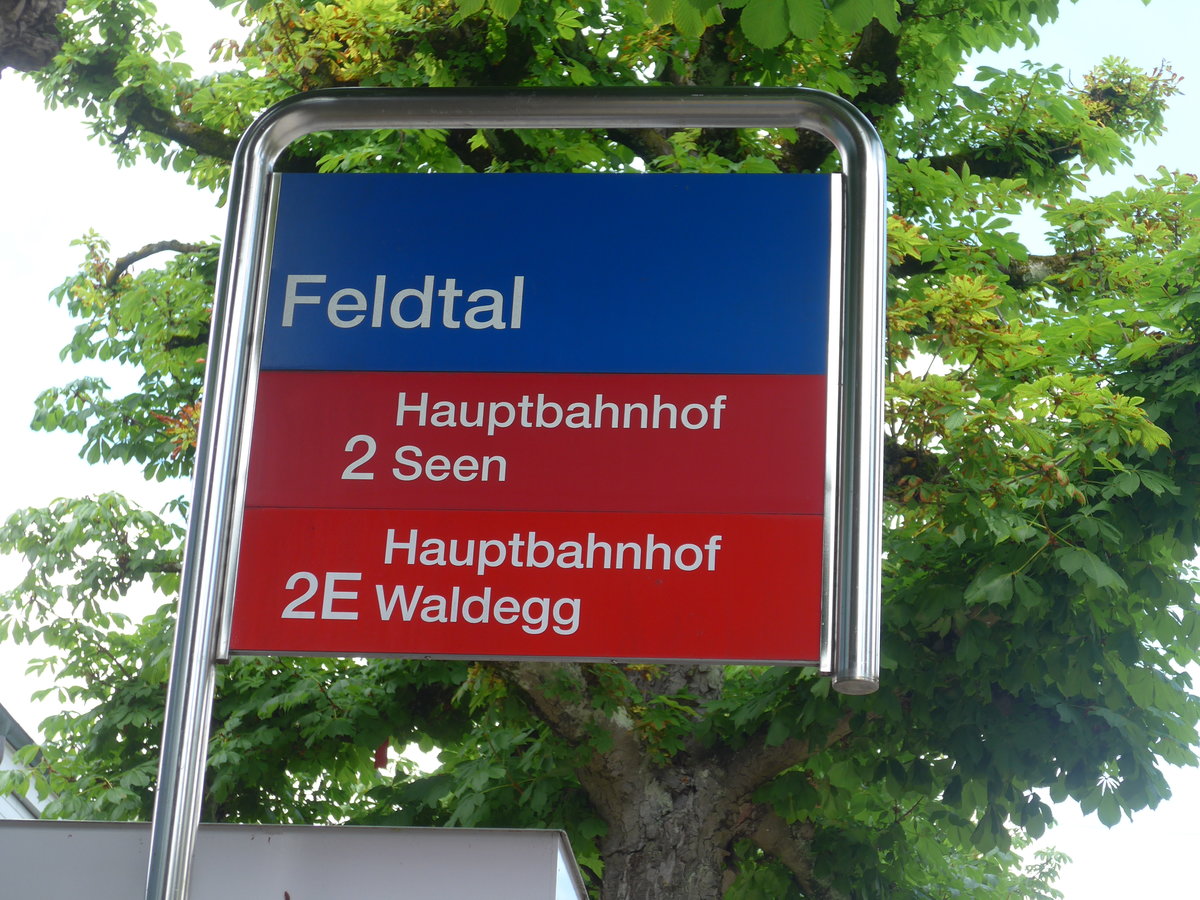 Feldtal
Hauptbahnhof
2 Seen
Hauptbahnhof
2E Waldegg